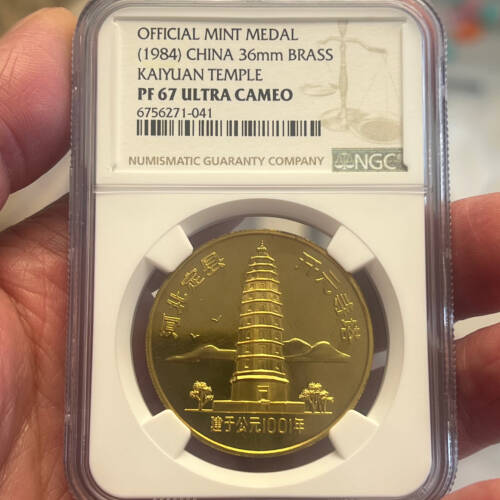 OFFICIAL MINT MEDAL
(1984) CHINA 36mm BRASS
KAIYUAN TEMPLE
PF 67 ULTRA CAMEO
6756271-041
NUMISMATIC GUARANTY COMPANY
NGC
河北定县
开元寺塔
建于公元1001年